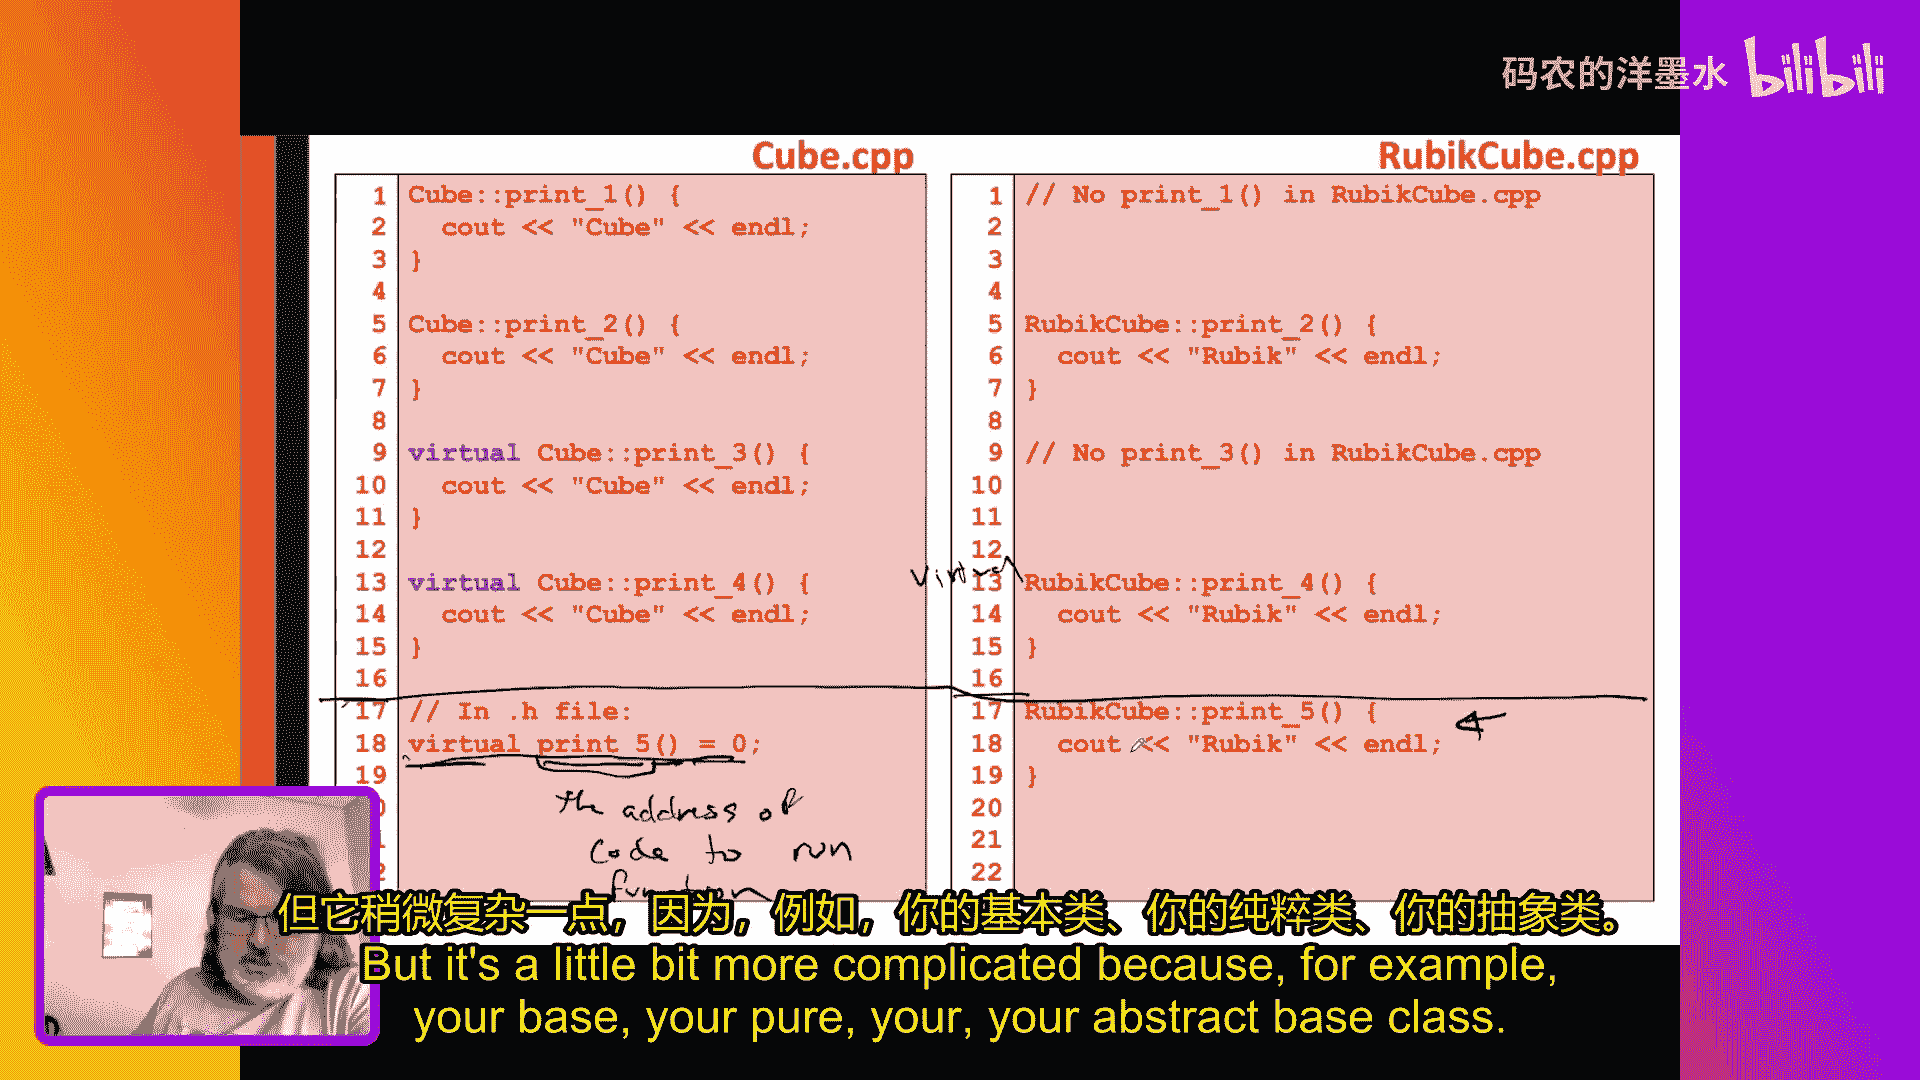 码农的洋墨水 bilibili
Cube.cpp
1 Cube::print_1() {
2 cout << "Cube" << endl;
3 }
4
5 Cube::print_2() {
6 cout << "Cube" << endl;
7 }
8
9 virtual Cube::print_3() {
10 cout << "Cube" << endl;
11 }
12
13 virtual Cube::print_4() {
14 cout << "Cube" << endl;
15 }
16
17 // In .h file:
18 virtual print_5() = 0;
19
the address of
code to run
function
RubikCube.cpp
1 // No print_1() in RubikCube.cpp
2
3
4
5 RubikCube::print_2() {
6 cout << "Rubik" << endl;
7 }
8
9 // No print_3() in RubikCube.cpp
10
11
12
virtual
13 RubikCube::print_4() {
14 cout << "Rubik" << endl;
15 }
16
17 RubikCube::print_5() {
18 cout << "Rubik" << endl;
19 }
20
21
22
但它稍微复杂一点，因为，例如，你的基本类、你的纯粹类、你的抽象类。
But it's a little bit more complicated because, for example,
your base, your pure, your, your abstract base class.